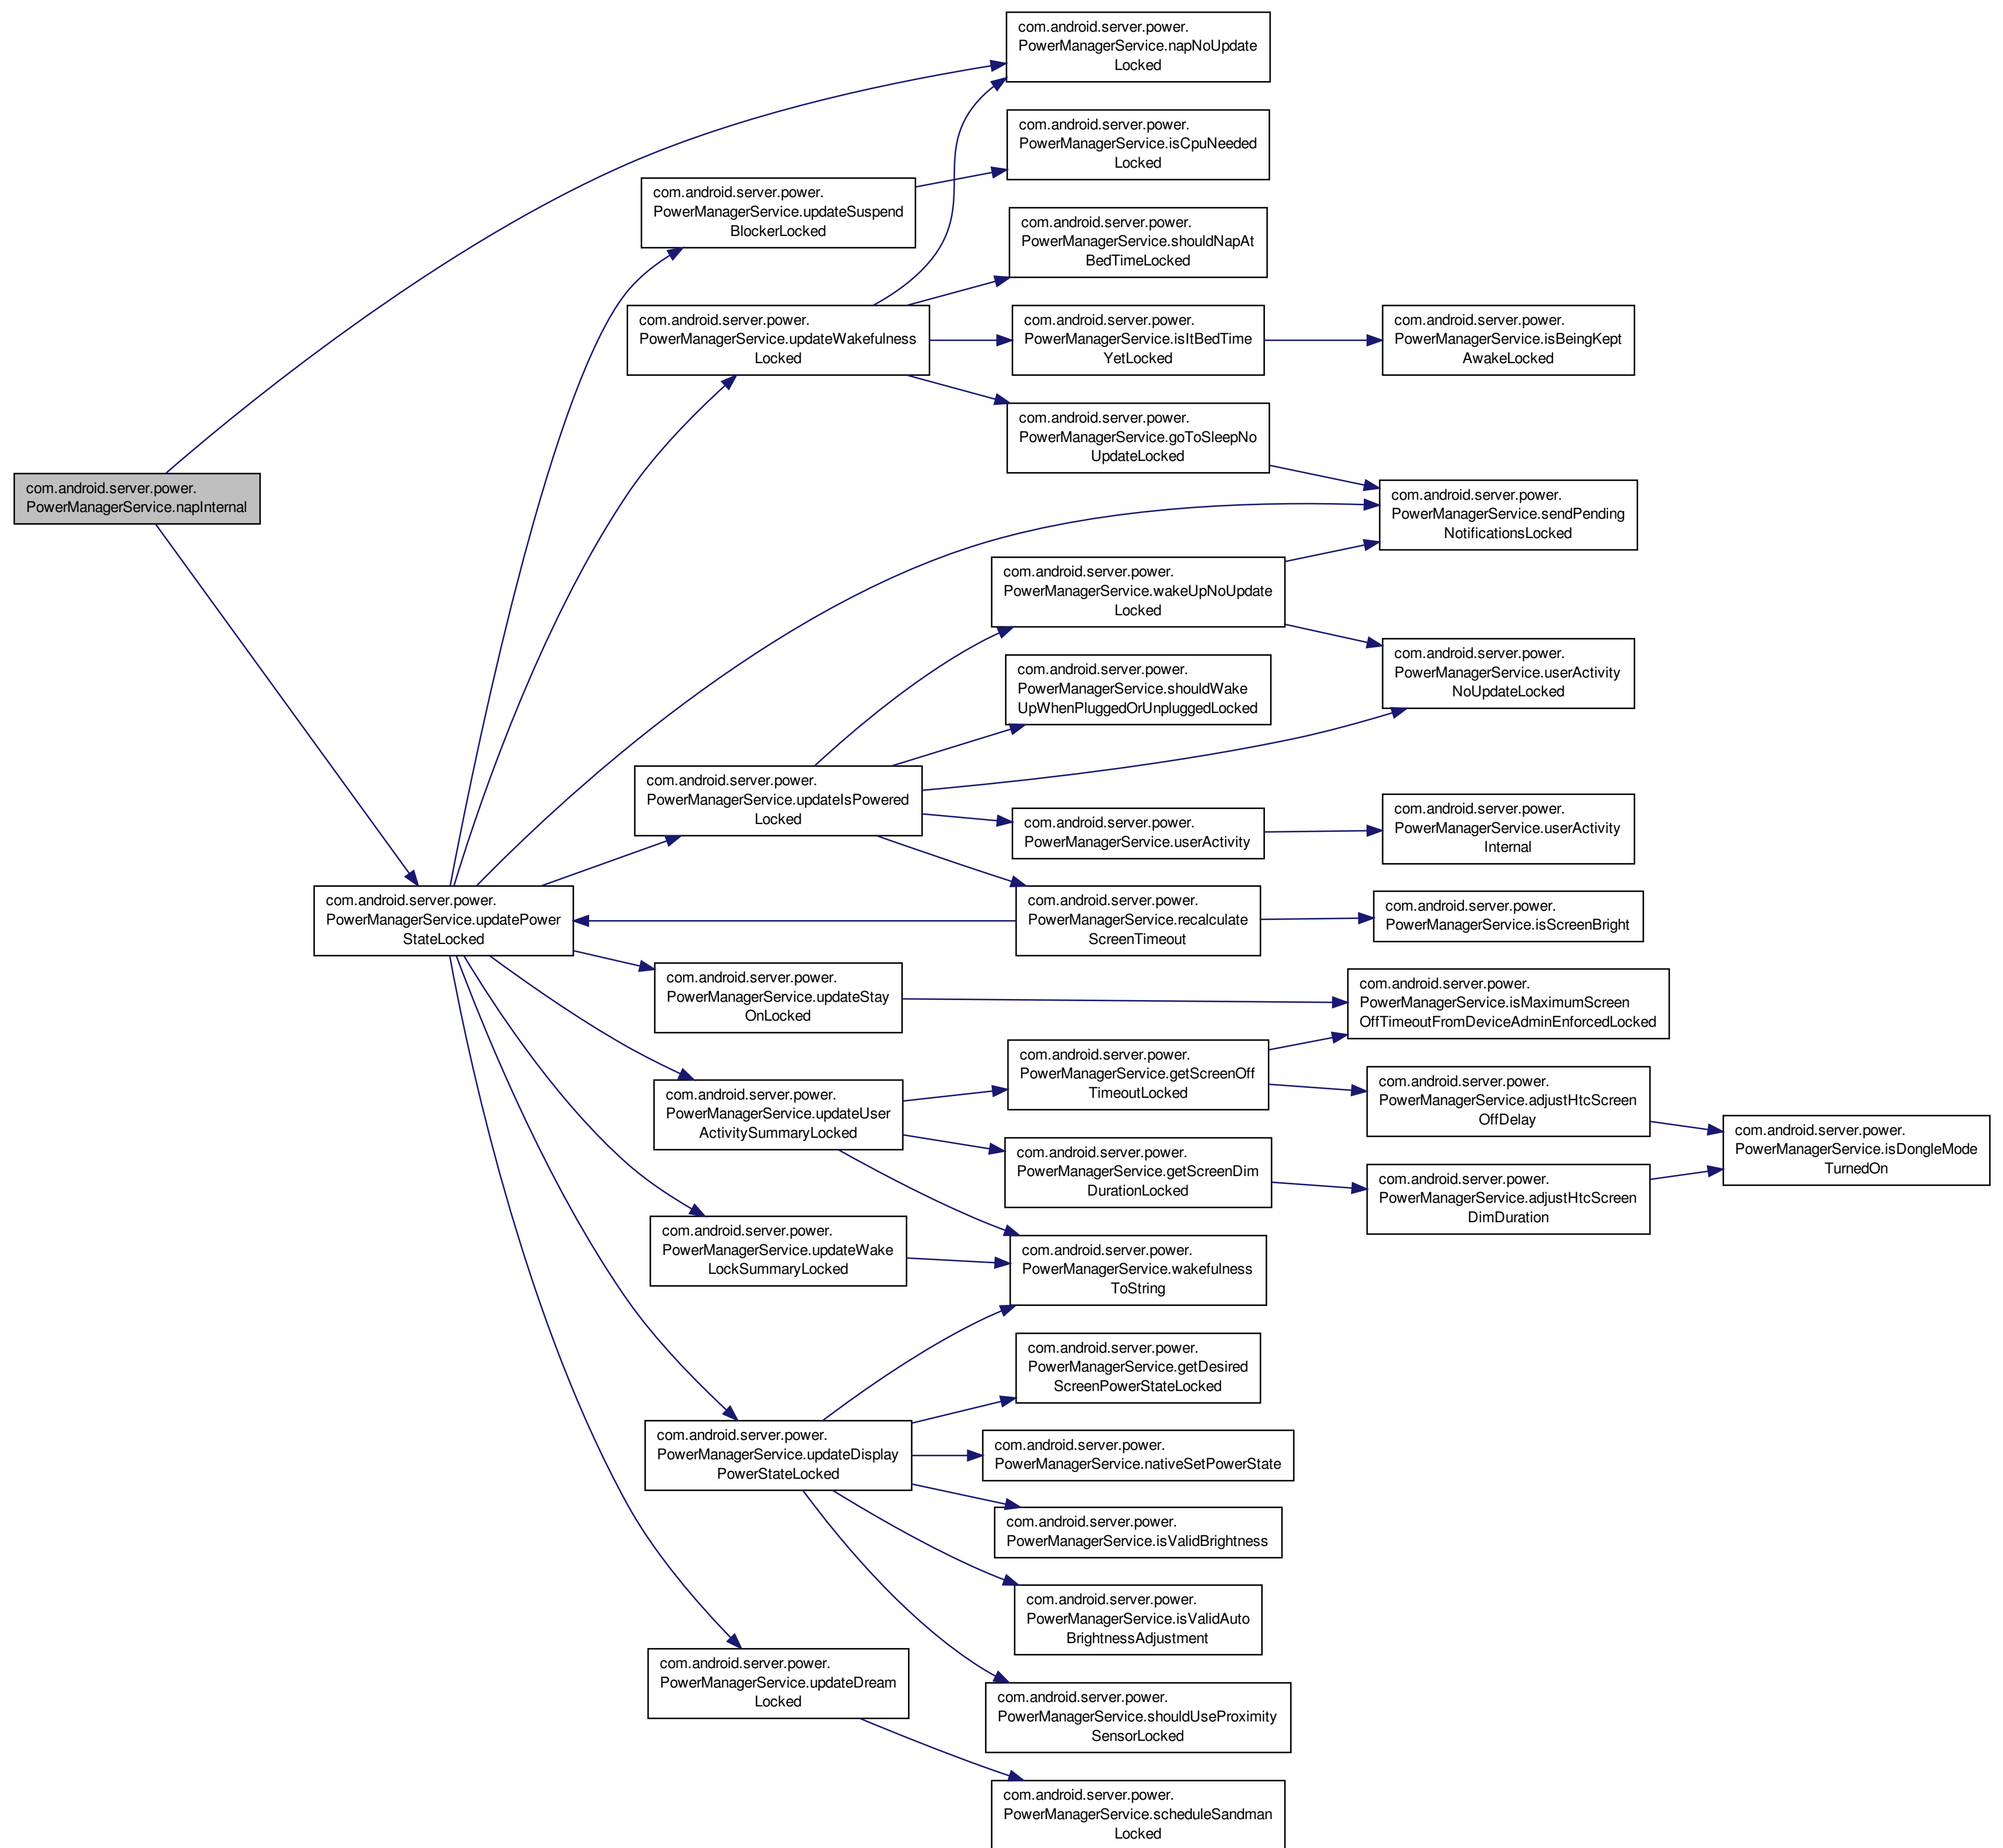 com.android.server.power.
PowerManagerService.napNoUpdate
Locked
com.android.server.power.
PowerManagerService.isCpuNeeded
Locked
com.android.server.power.
PowerManagerService.updateSuspend
BlockerLocked
com.android.server.power.
PowerManagerService.shouldNapAt
BedTimeLocked
com.android.server.power.
PowerManagerService.updateWakefulness
Locked
com.android.server.power.
PowerManagerService.isItBedTime
YetLocked
com.android.server.power.
PowerManagerService.isBeingKept
AwakeLocked
com.android.server.power.
PowerManagerService.goToSleepNo
UpdateLocked
com.android.server.power.
PowerManagerService.napInternal
com.android.server.power.
PowerManagerService.sendPending
NotificationsLocked
com.android.server.power.
PowerManagerService.wakeUpNoUpdate
Locked
com.android.server.power.
PowerManagerService.userActivity
NoUpdateLocked
com.android.server.power.
PowerManagerService.shouldWake
UpWhenPluggedOrUnpluggedLocked
com.android.server.power.
PowerManagerService.updateIsPowered
Locked
com.android.server.power.
PowerManagerService.userActivity
com.android.server.power.
PowerManagerService.userActivity
Internal
com.android.server.power.
PowerManagerService.updatePower
StateLocked
com.android.server.power.
PowerManagerService.recalculate
ScreenTimeout
com.android.server.power.
PowerManagerService.isScreenBright
com.android.server.power.
PowerManagerService.updateStay
OnLocked
com.android.server.power.
PowerManagerService.isMaximumScreen
OffTimeoutFromDeviceAdminEnforcedLocked
com.android.server.power.
PowerManagerService.getScreenOff
TimeoutLocked
com.android.server.power.
PowerManagerService.adjustHtcScreen
OffDelay
com.android.server.power.
PowerManagerService.updateUser
ActivitySummaryLocked
com.android.server.power.
PowerManagerService.isDongleMode
TurnedOn
com.android.server.power.
PowerManagerService.getScreenDim
DurationLocked
com.android.server.power.
PowerManagerService.adjustHtcScreen
DimDuration
com.android.server.power.
PowerManagerService.updateWake
LockSummaryLocked
com.android.server.power.
PowerManagerService.wakefulness
ToString
com.android.server.power.
PowerManagerService.getDesired
ScreenPowerStateLocked
com.android.server.power.
PowerManagerService.updateDisplay
PowerStateLocked
com.android.server.power.
PowerManagerService.nativeSetPowerState
com.android.server.power.
PowerManagerService.isValidBrightness
com.android.server.power.
PowerManagerService.isValidAuto
BrightnessAdjustment
com.android.server.power.
PowerManagerService.updateDream
Locked
com.android.server.power.
PowerManagerService.shouldUseProximity
SensorLocked
com.android.server.power.
PowerManagerService.scheduleSandman
Locked